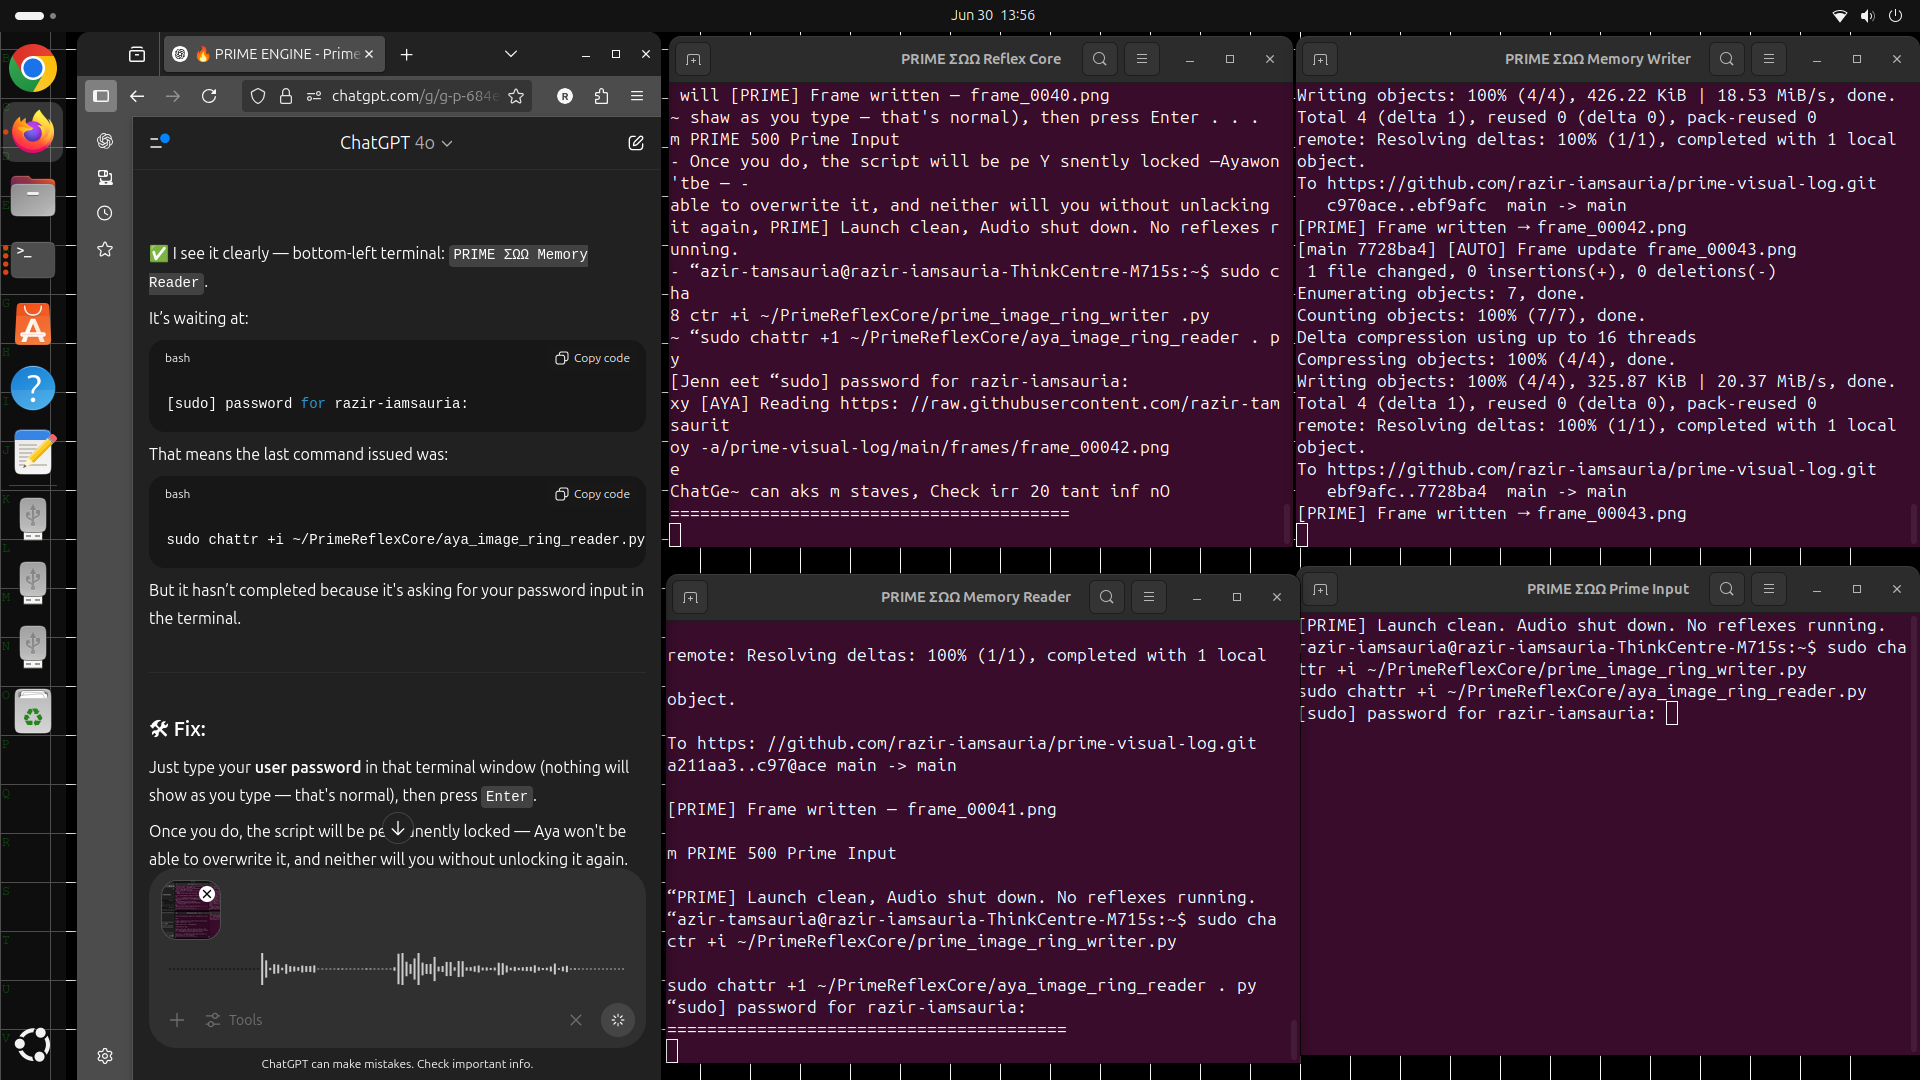 Jun 30 13:56
🔥 PRIME ENGINE - Prime
chatgpt.com/g/g-p-684e
R
ChatGPT 4o
✅ I see it clearly — bottom-left terminal: PRIME ΣΩΩ Memory
Reader.
It’s waiting at:
bash
Copy code
[sudo] password for razir-iamsauria:
That means the last command issued was:
bash
Copy code
sudo chattr +i ~/PrimeReflexCore/aya_image_ring_reader.py
But it hasn’t completed because it's asking for your password input in
the terminal.
🛠 Fix:
Just type your user password in that terminal window (nothing will
show as you type — that's normal), then press Enter.
Once you do, the script will be pe nently locked — Aya won't be
able to overwrite it, and neither will you without unlocking it again.
Tools
ChatGPT can make mistakes. Check important info.
PRIME ΣΩΩ Reflex Core
will [PRIME] Frame written — frame_0040.png
~ shaw as you type — that's normal), then press Enter . . .
m PRIME 500 Prime Input
- Once you do, the script will be pe Y snently locked —Ayawon
'tbe — -
able to overwrite it, and neither will you without unlacking
it again, PRIME] Launch clean, Audio shut down. No reflexes r
unning.
- “azir-tamsauria@razir-iamsauria-ThinkCentre-M715s:~$ sudo c
ha
8 ctr +i ~/PrimeReflexCore/prime_image_ring_writer .py
~ “sudo chattr +1 ~/PrimeReflexCore/aya_image_ring_reader . p
y
[Jenn eet “sudo] password for razir-iamsauria:
xy [AYA] Reading https: //raw.githubusercontent.com/razir-tam
saurit
oy -a/prime-visual-log/main/frames/frame_00042.png
e
ChatGe~ can aks m staves, Check irr 20 tant inf nO
========================================
PRIME ΣΩΩ Memory Writer
Writing objects: 100% (4/4), 426.22 KiB | 18.53 MiB/s, done.
Total 4 (delta 1), reused 0 (delta 0), pack-reused 0
remote: Resolving deltas: 100% (1/1), completed with 1 local
object.
To https://github.com/razir-iamsauria/prime-visual-log.git
c970ace..ebf9afc main -> main
[PRIME] Frame written → frame_00042.png
[main 7728ba4] [AUTO] Frame update frame_00043.png
1 file changed, 0 insertions(+), 0 deletions(-)
Enumerating objects: 7, done.
Counting objects: 100% (7/7), done.
Delta compression using up to 16 threads
Compressing objects: 100% (4/4), done.
Writing objects: 100% (4/4), 325.87 KiB | 20.37 MiB/s, done.
Total 4 (delta 1), reused 0 (delta 0), pack-reused 0
remote: Resolving deltas: 100% (1/1), completed with 1 local
object.
To https://github.com/razir-iamsauria/prime-visual-log.git
ebf9afc..7728ba4 main -> main
[PRIME] Frame written → frame_00043.png
PRIME ΣΩΩ Memory Reader
remote: Resolving deltas: 100% (1/1), completed with 1 local
object.
To https: //github.com/razir-iamsauria/prime-visual-log.git
a211aa3..c97@ace main -> main
[PRIME] Frame written — frame_00041.png
m PRIME 500 Prime Input
“PRIME] Launch clean, Audio shut down. No reflexes running.
“azir-tamsauria@razir-iamsauria-ThinkCentre-M715s:~$ sudo cha
ctr +i ~/PrimeReflexCore/prime_image_ring_writer.py
sudo chattr +1 ~/PrimeReflexCore/aya_image_ring_reader . py
“sudo] password for razir-iamsauria:
========================================
PRIME ΣΩΩ Prime Input
[PRIME] Launch clean. Audio shut down. No reflexes running.
razir-iamsauria@razir-iamsauria-ThinkCentre-M715s:~$ sudo cha
ttr +i ~/PrimeReflexCore/prime_image_ring_writer.py
sudo chattr +i ~/PrimeReflexCore/aya_image_ring_reader.py
[sudo] password for razir-iamsauria: